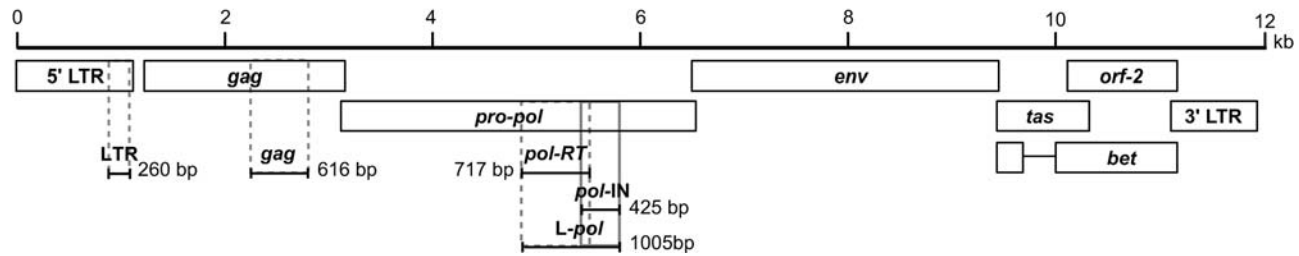 0 2 4 6 8 10 12
kb
5' LTR gag env orf-2
pro-pol tas 3' LTR
LTR 260 bp gag 616 bp 717 bp pol-RT bet
pol-IN 425 bp
L-pol 1005bp